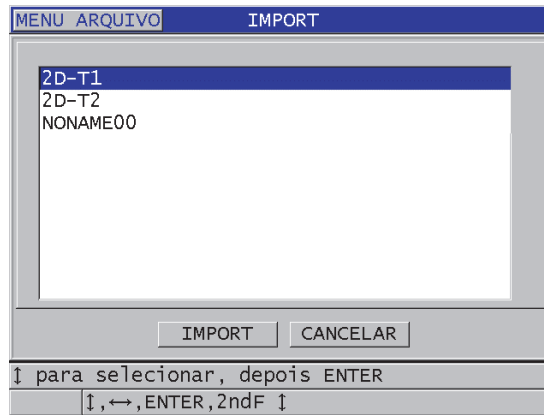 MENU ARQUIVO IMPORT
2D-T1
2D-T2
NONAME00
IMPORT CANCELAR
↕ para selecionar, depois ENTER
↕,↔,ENTER,2ndF ↕